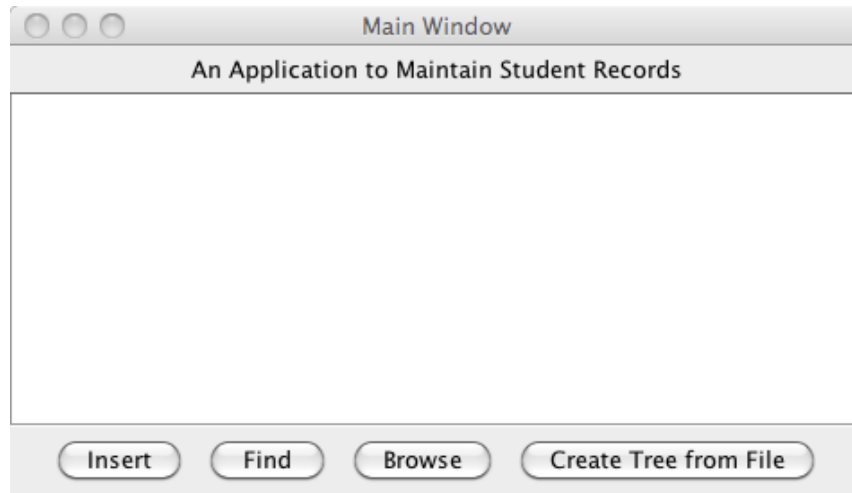 Main Window
An Application to Maintain Student Records
Insert Find Browse Create Tree from File